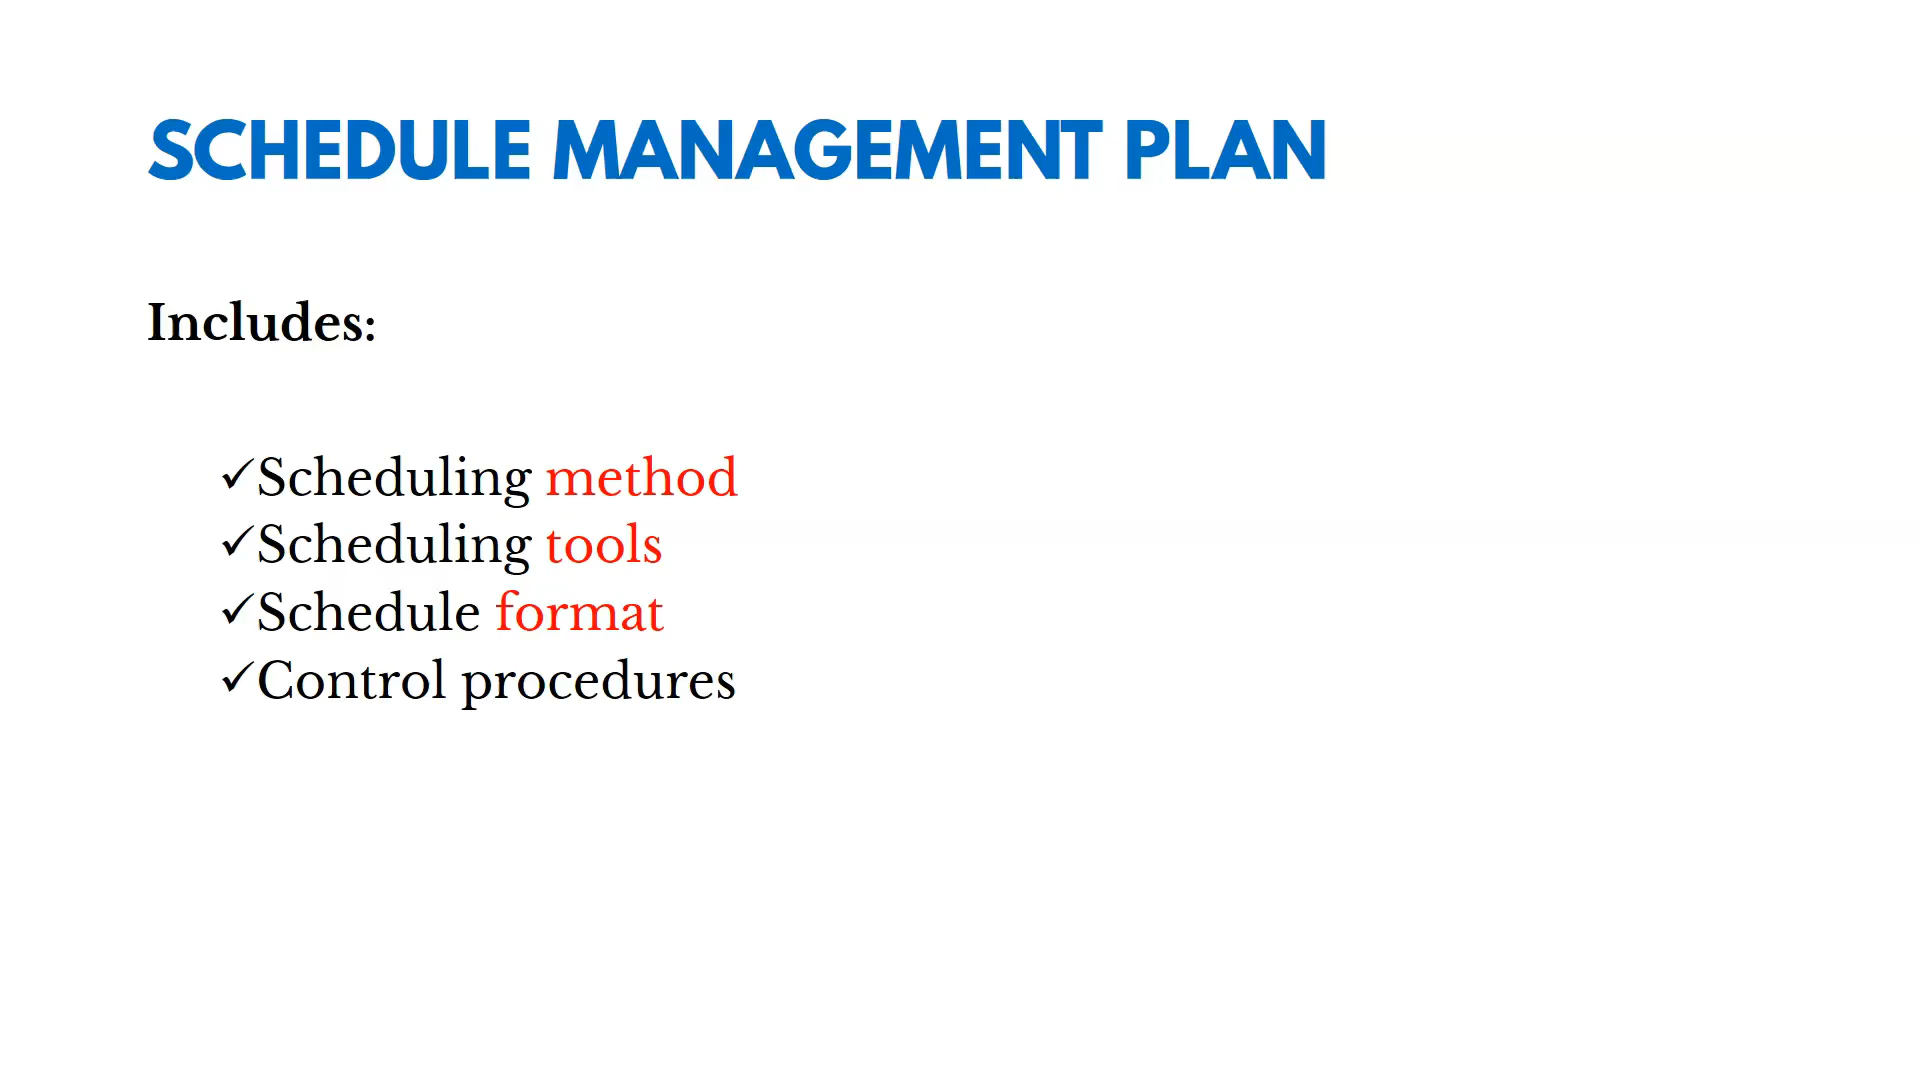 SCHEDULE MANAGEMENT PLAN
Includes:
✓Scheduling method
✓Scheduling tools
✓Schedule format
✓Control procedures